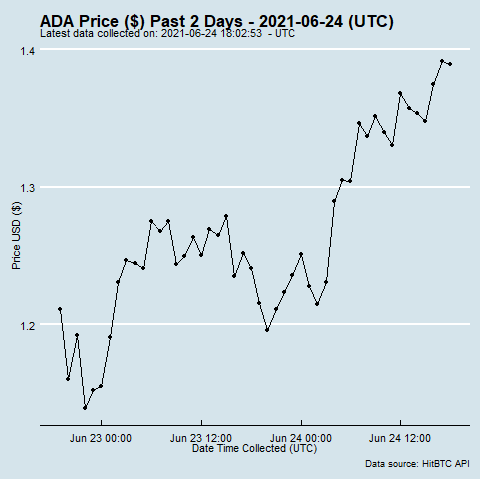 ADA Price ($) Past 2 Days - 2021-06-24 (UTC)
Latest data collected on: 2021-06-24 18:02:53  - UTC
1.4
1.3
1.2
Price USD ($)
Jun 23 00:00 Jun 23 12:00 Jun 24 00:00 Jun 24 12:00
Date Time Collected (UTC)
Data source: HitBTC API